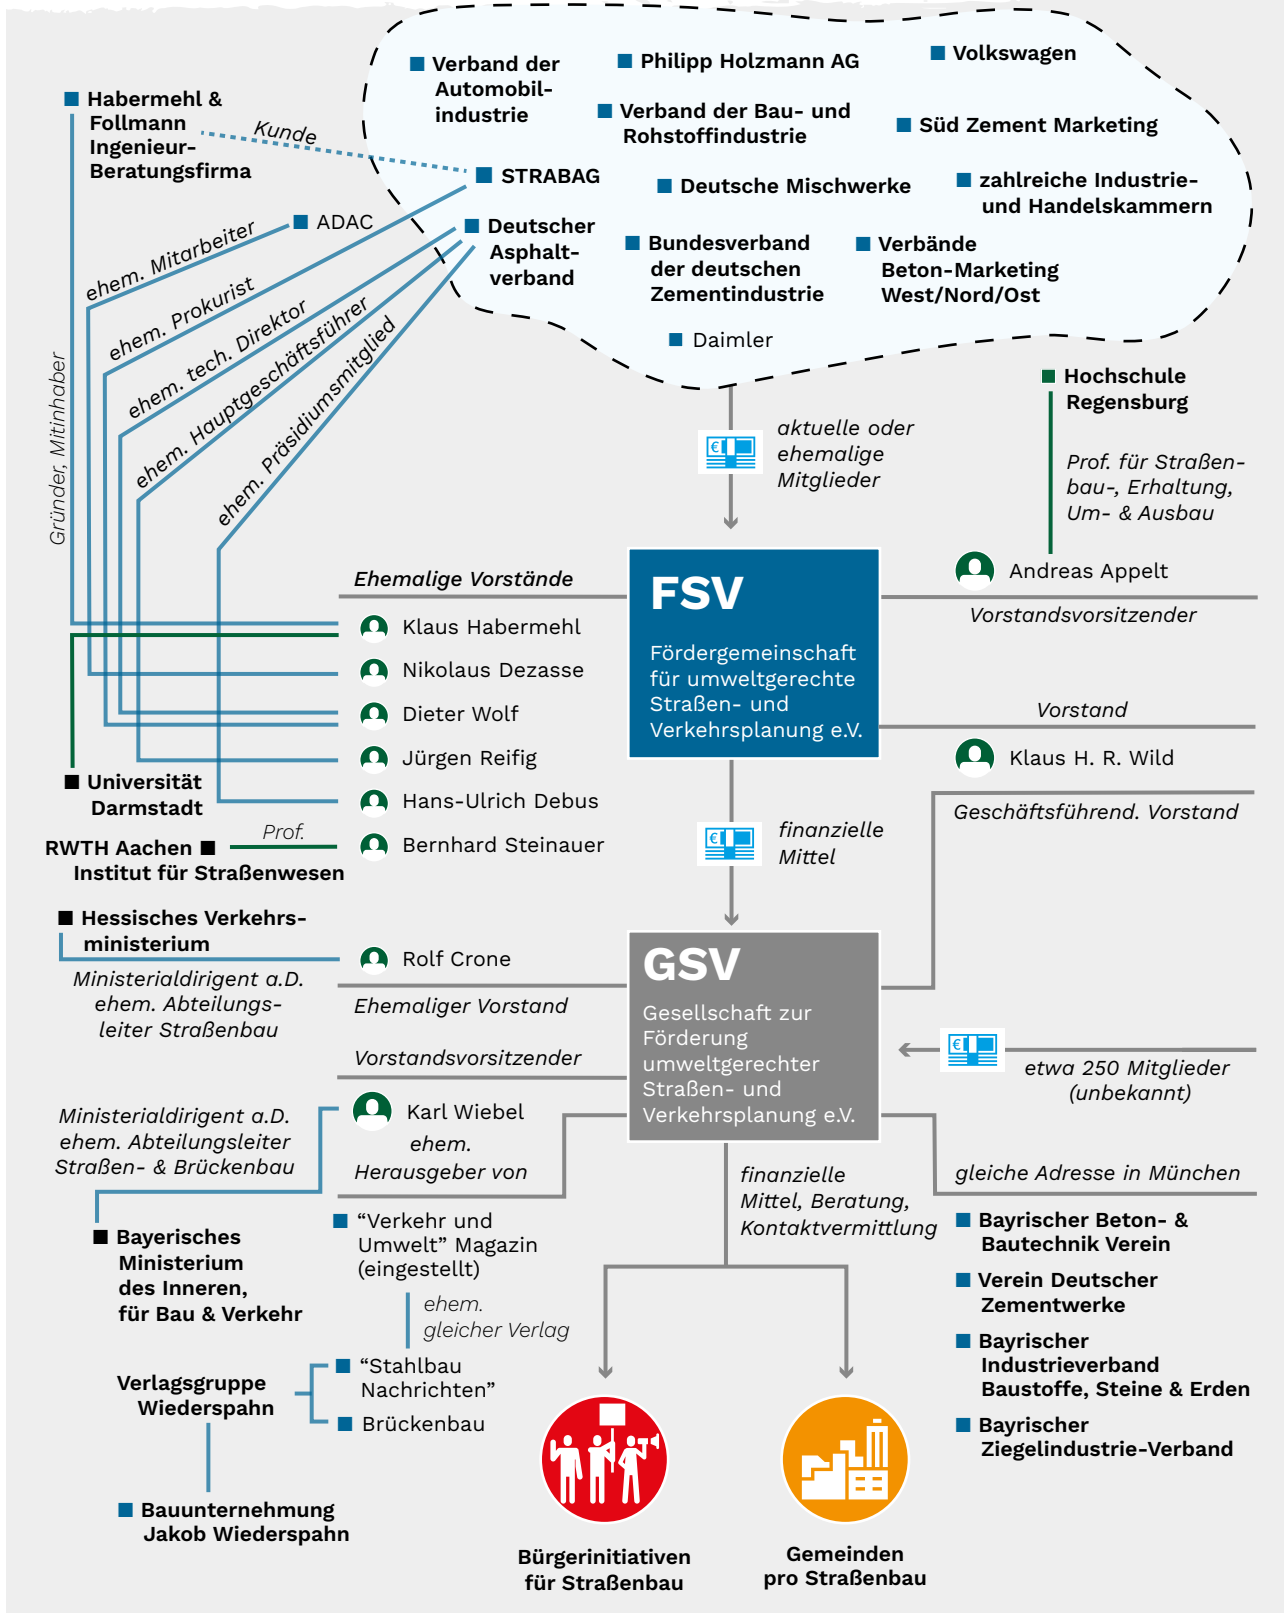 Verband der
Automobil-
industrie
Philipp Holzmann AG
Volkswagen
Verband der Bau- und
Rohstoffindustrie
Süd Zement Marketing
STRABAG
Deutsche Mischwerke
zahlreiche Industrie-
und Handelskammern
Deutscher
Asphalt-
verband
Bundesverband
der deutschen
Zementindustrie
Verbände
Beton-Marketing
West/Nord/Ost
Daimler
Habermehl &
Follmann
Ingenieur-
Beratungsfirma
Kunde
ADAC
ehem. Mitarbeiter
ehem. Prokurist
ehem. tech. Direktor
ehem. Hauptgeschäftsführer
ehem. Präsidiumsmitglied
Gründer, Mitinhaber
aktuelle oder
ehemalige
Mitglieder
Hochschule
Regensburg
Prof. für Straßen-
bau-, Erhaltung,
Um- & Ausbau
Andreas Appelt
Vorstandsvorsitzender
Vorstand
Klaus H. R. Wild
Geschäftsführend. Vorstand
FSV
Fördergemeinschaft
für umweltgerechte
Straßen- und
Verkehrsplanung e.V.
Ehemalige Vorstände
Klaus Habermehl
Nikolaus Dezasse
Dieter Wolf
Jürgen Reifig
Hans-Ulrich Debus
Bernhard Steinauer
Universität
Darmstadt
Prof.
RWTH Aachen
Institut für Straßenwesen
finanzielle
Mittel
Hessisches Verkehrs-
ministerium
Rolf Crone
Ministerialdirigent a.D.
ehem. Abteilungs-
leiter Straßenbau
Ehemaliger Vorstand
GSV
Gesellschaft zur
Förderung
umweltgerechter
Straßen- und
Verkehrsplanung e.V.
etwa 250 Mitglieder
(unbekannt)
Vorstandsvorsitzender
Karl Wiebel
ehem.
Herausgeber von
Ministerialdirigent a.D.
ehem. Abteilungsleiter
Straßen- & Brückenbau
Bayerisches
Ministerium
des Inneren,
für Bau & Verkehr
“Verkehr und
Umwelt” Magazin
(eingestellt)
ehem.
gleicher Verlag
“Stahlbau
Nachrichten”
Brückenbau
Verlagsgruppe
Wiederspahn
Bauunternehmung
Jakob Wiederspahn
finanzielle
Mittel, Beratung,
Kontaktvermittlung
gleiche Adresse in München
Bayrischer Beton- &
Bautechnik Verein
Verein Deutscher
Zementwerke
Bayrischer
Industrieverband
Baustoffe, Steine & Erden
Bayrischer
Ziegelindustrie-Verband
Bürgerinitiativen
für Straßenbau
Gemeinden
pro Straßenbau